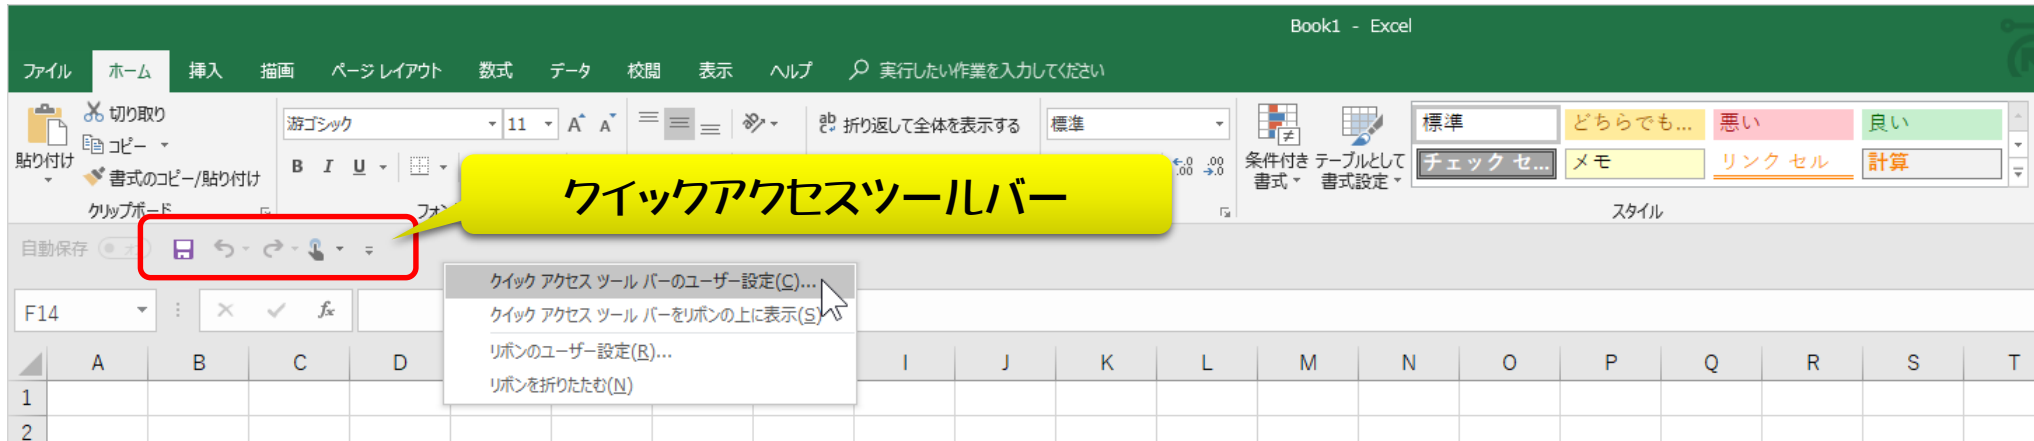 Book1 - Excel
ファイル ホーム 挿入 描画 ページ レイアウト 数式 データ 校閲 表示 ヘルプ 実行したい作業を入力してください
貼り付け
切り取り
コピー
書式のコピー/貼り付け
クリップボード
游ゴシック 11 A A
B I U
ab 折り返して全体を表示する
標準
.00 .00
条件付き書式
テーブルとして書式設定
標準 どちらでも... 悪い 良い
チェック セ... メモ リンク セル 計算
スタイル
クイックアクセスツールバー
自動保存
クイック アクセス ツール バーのユーザー設定(C)...
クイック アクセス ツール バーをリボンの上に表示(S)
リボンのユーザー設定(R)...
リボンを折りたたむ(N)
F14 fx
A B C D I J K L M N O P Q R S T
1
2